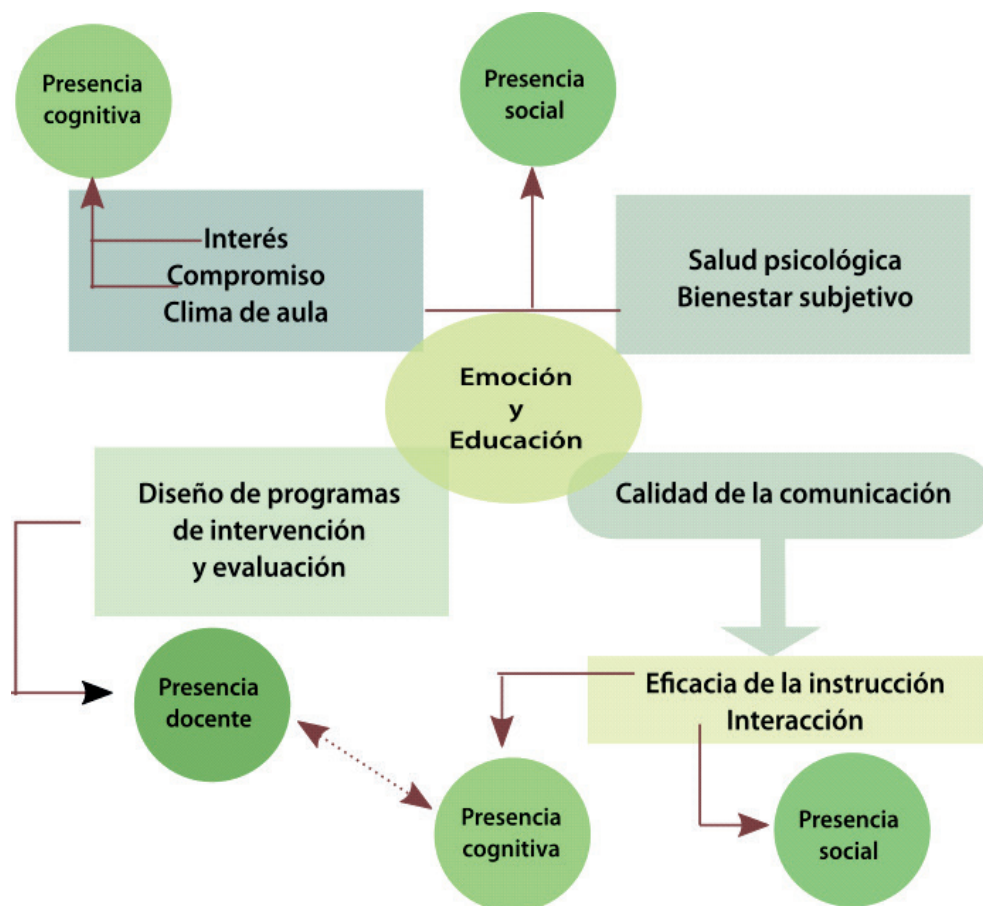 Presencia
cognitiva
Presencia
social
Interés
Compromiso
Clima de aula
Salud psicológica
Bienestar subjetivo
Emoción
y
Educación
Diseño de programas
de intervención
y evaluación
Calidad de la comunicación
Presencia
docente
Eficacia de la instrucción
Interacción
Presencia
cognitiva
Presencia
social